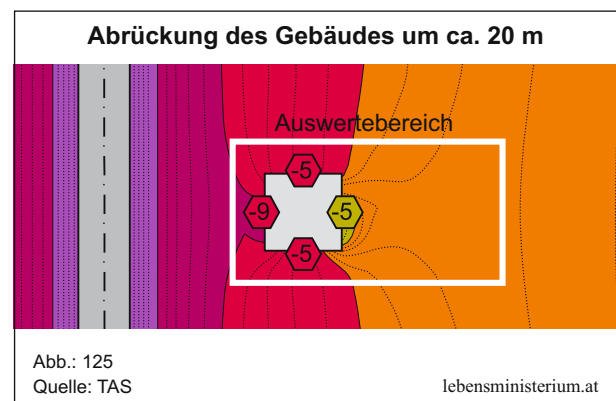 Abrückung des Gebäudes um ca. 20 m
Auswertebereich
-5
-9
-5
-5
Abb.: 125
Quelle: TAS
lebensministerium.at